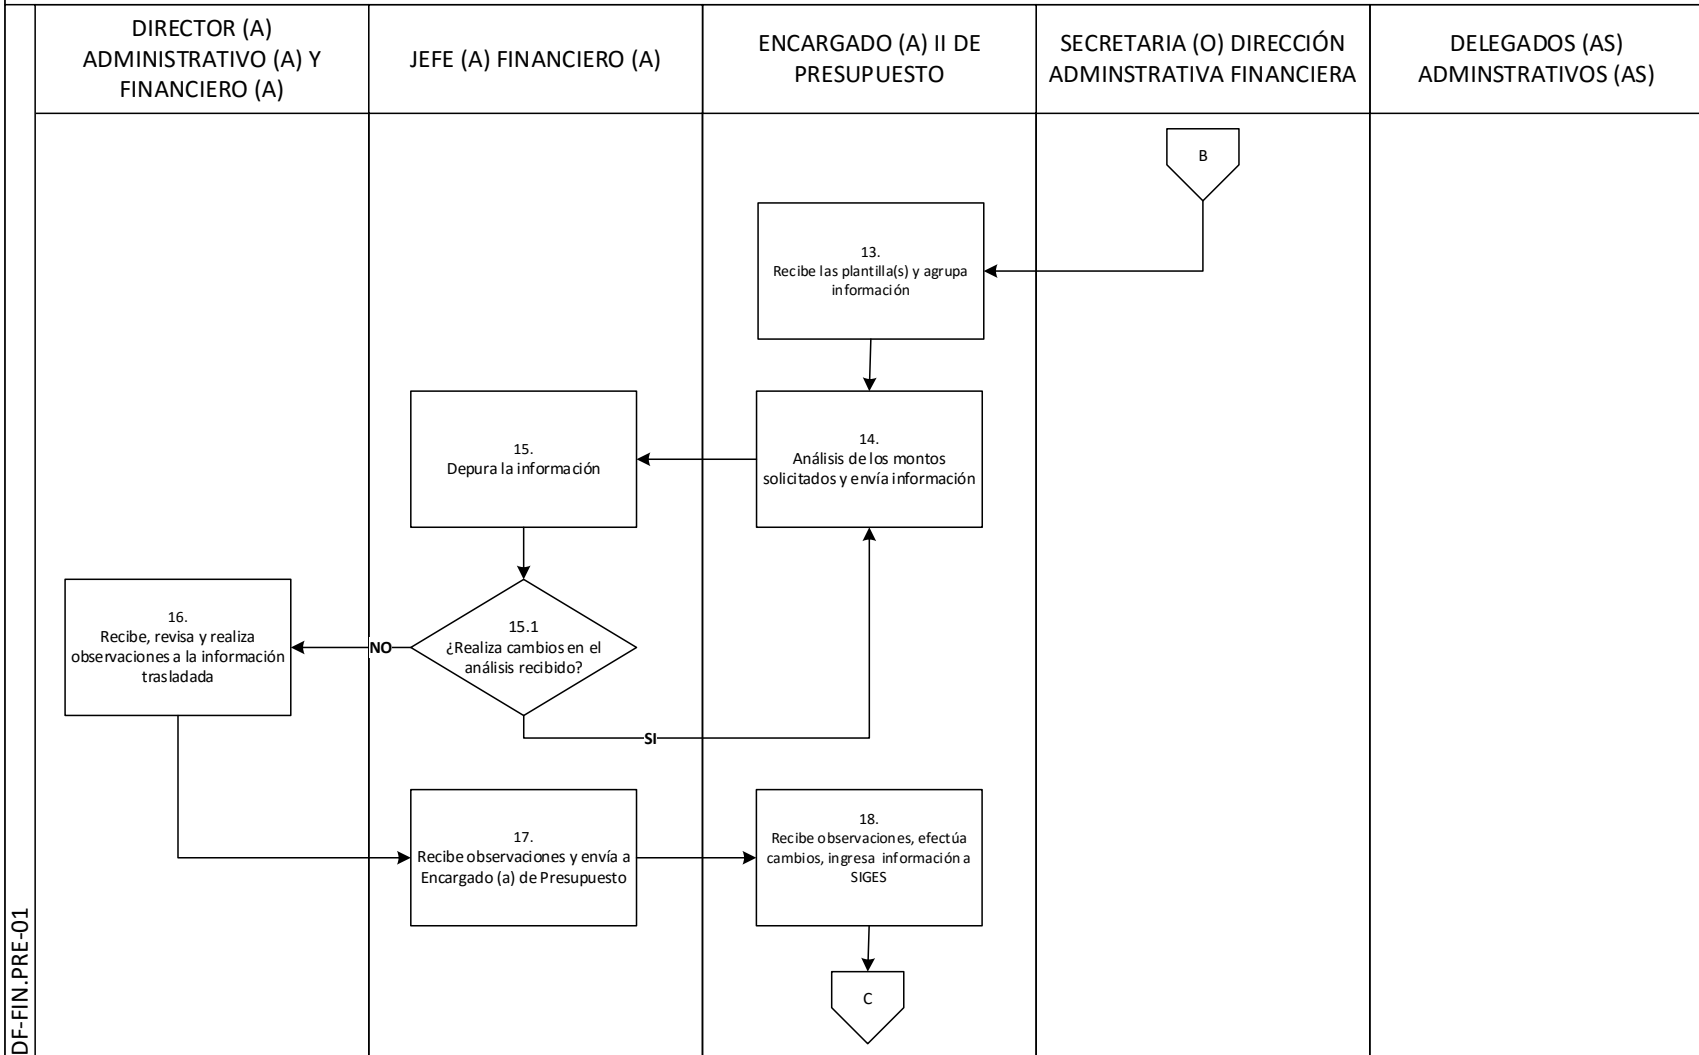 DIRECTOR (A)
ADMINISTRATIVO (A) Y
FINANCIERO (A)
JEFE (A) FINANCIERO (A)
ENCARGADO (A) II DE
PRESUPUESTO
SECRETARIA (O) DIRECCIÓN
ADMINSTRATIVA FINANCIERA
DELEGADOS (AS)
ADMINSTRATIVOS (AS)
B
13.
Recibe las plantilla(s) y agrupa
información
14.
Análisis de los montos
solicitados y envía información
15.
Depura la información
15.1
¿Realiza cambios en el
análisis recibido?
NO
SI
16.
Recibe, revisa y realiza
observaciones a la información
trasladada
17.
Recibe observaciones y envía a
Encargado (a) de Presupuesto
18.
Recibe observaciones, efectúa
cambios, ingresa información a
SIGES
C
DF-FIN.PRE-01